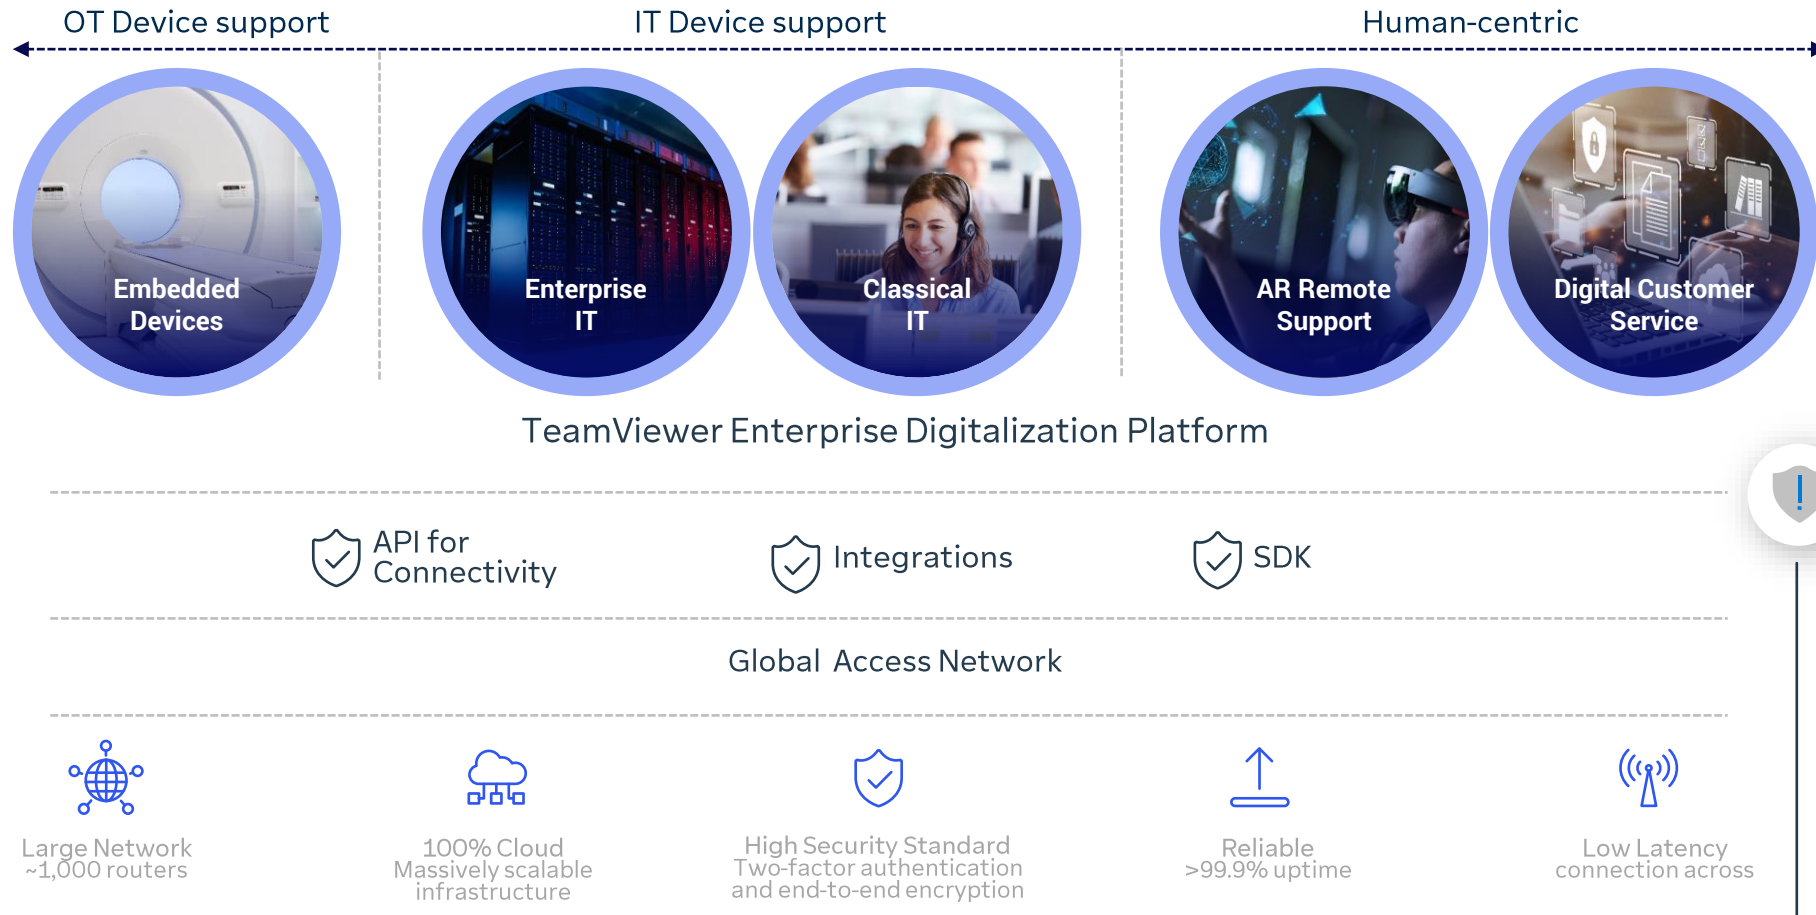 OT Device support
IT Device support
Human-centric
Embedded
Devices
Enterprise
IT
Classical
IT
AR Remote
Support
Digital Customer
Service
TeamViewer Enterprise Digitalization Platform
API for
Connectivity
Integrations
SDK
Global Access Network
Large Network
~1,000 routers
100% Cloud
Massively scalable
infrastructure
High Security Standard
Two-factor authentication
and end-to-end encryption
Reliable
>99.9% uptime
Low Latency
connection across